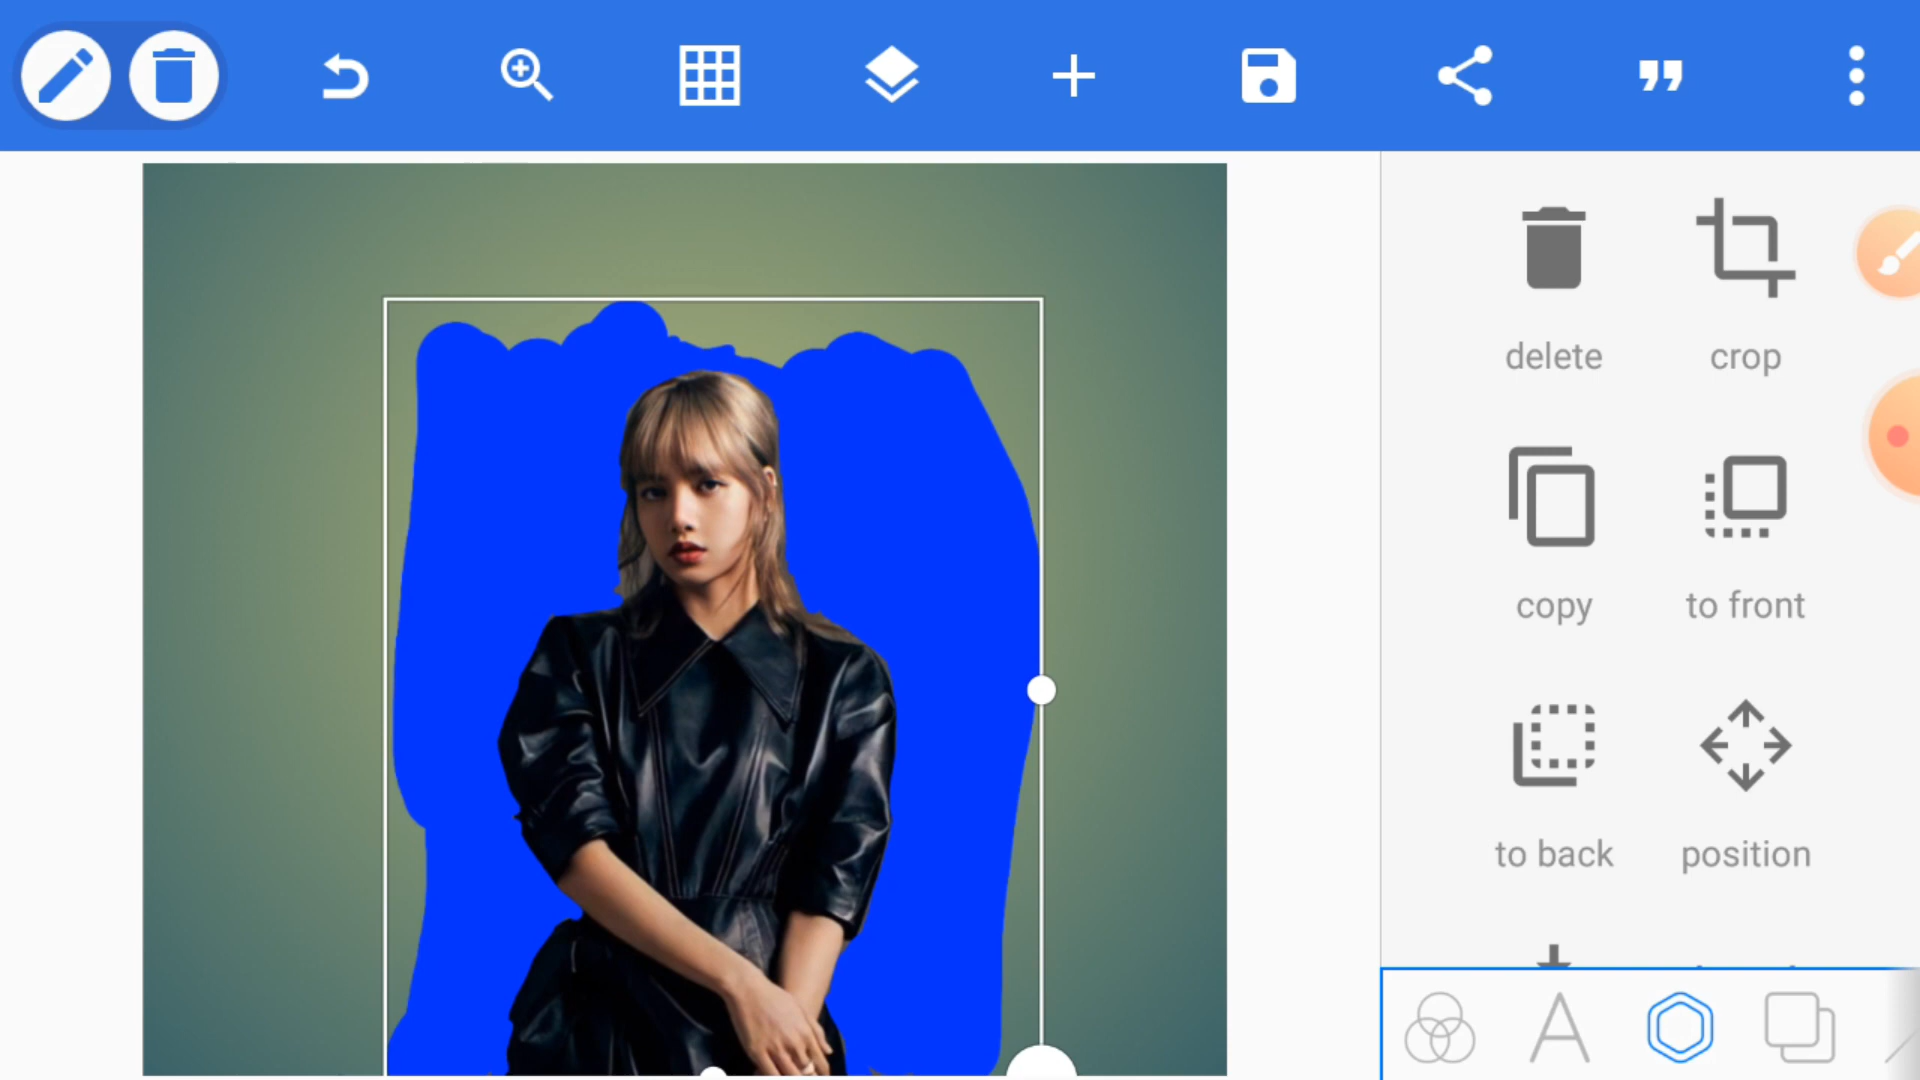 delete
crop
copy
to front
to back
position